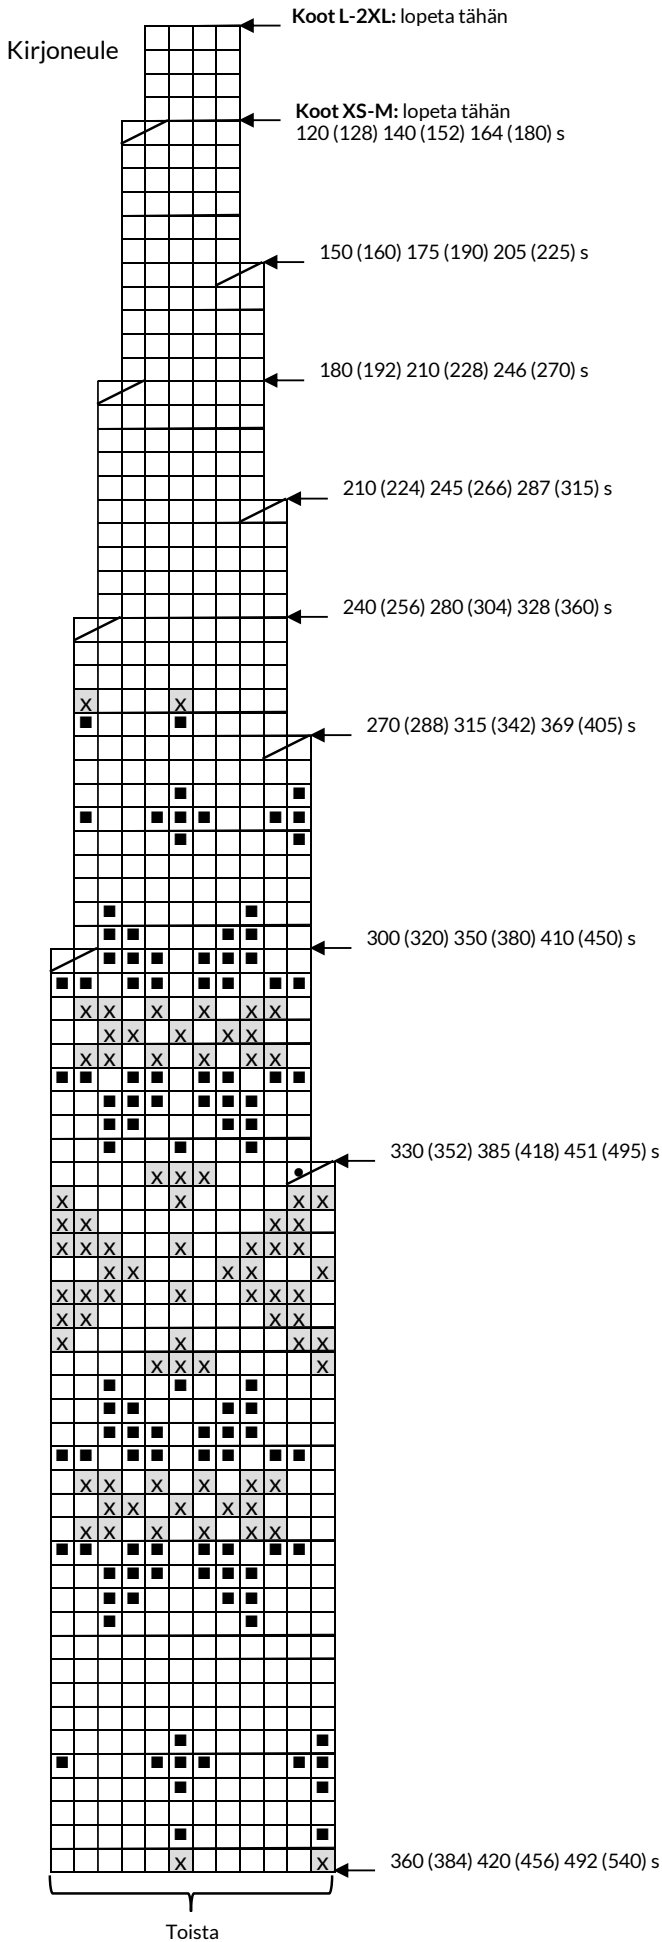 Koot L-2XL: lopeta tähän
Kirjoneule
Koot XS-M: lopeta tähän
120 (128) 140 (152) 164 (180) s
150 (160) 175 (190) 205 (225) s
180 (192) 210 (228) 246 (270) s
210 (224) 245 (266) 287 (315) s
240 (256) 280 (304) 328 (360) s
270 (288) 315 (342) 369 (405) s
300 (320) 350 (380) 410 (450) s
330 (352) 385 (418) 451 (495) s
360 (384) 420 (456) 492 (540) s
Toista